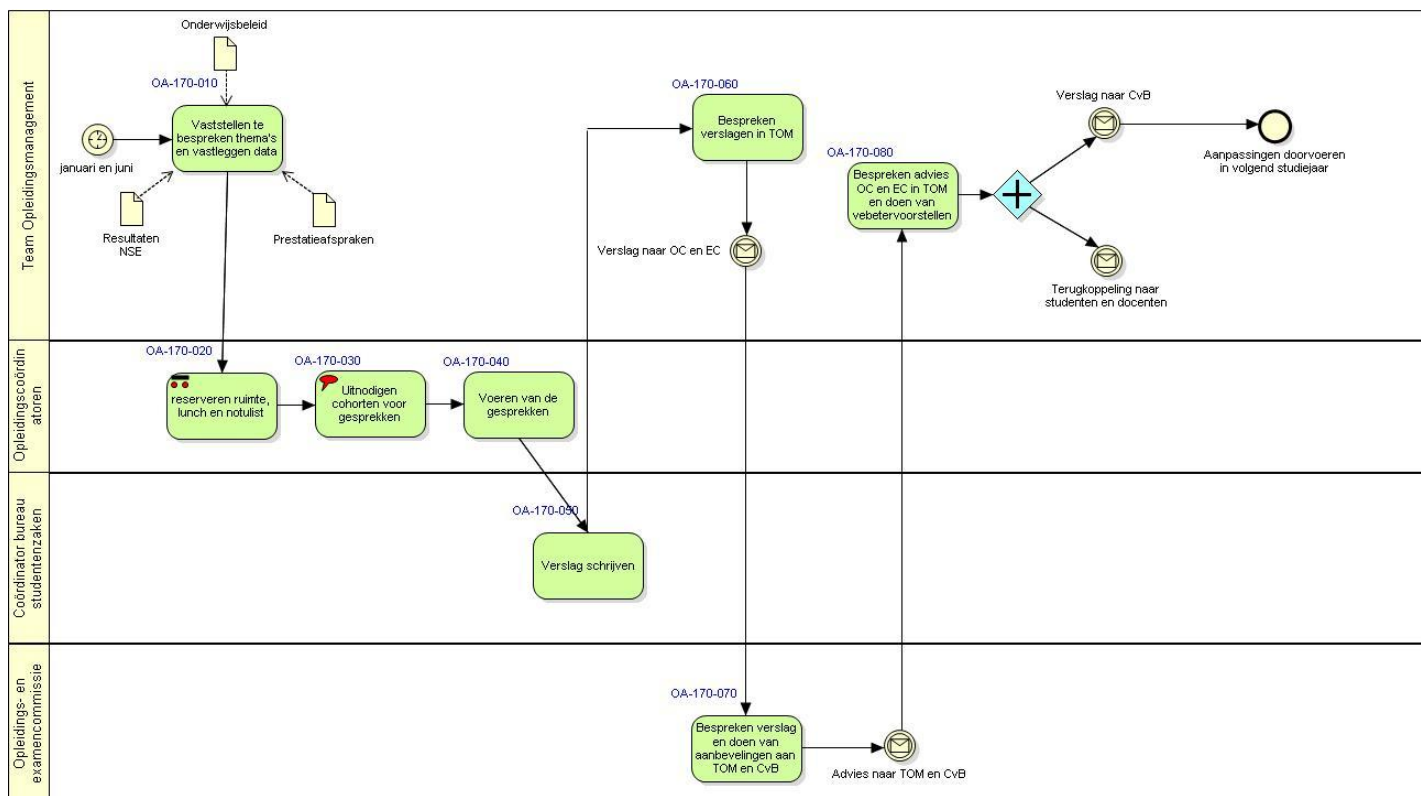 Team Opleidingsmanagement
Onderwijsbeleid
OA-170-010
Vaststellen te
bespreken thema's
en vastleggen data
januari en juni
Resultaten
NSE
Prestatieafspraken
OA-170-060
Bespreken
verslagen in TOM
Verslag naar OC en EC
OA-170-080
Bespreken advies
OC en EC in TOM
en doen van
vebetervoorstellen
Verslag naar CvB
Aanpassingen doorvoeren
in volgend studiejaar
Terugkoppeling naar
studenten en docenten
Opleidingscoördin
atoren
OA-170-020
reserveren ruimte,
lunch en notulist
OA-170-030
Uitnodigen
cohorten voor
gesprekken
OA-170-040
Voeren van de
gesprekken
Coördinator bureau
studentenzaken
OA-170-050
Verslag schrijven
Opleidings- en
examencommissie
OA-170-070
Bespreken verslag
en doen van
aanbevelingen aan
TOM en CvB
Advies naar TOM en CvB